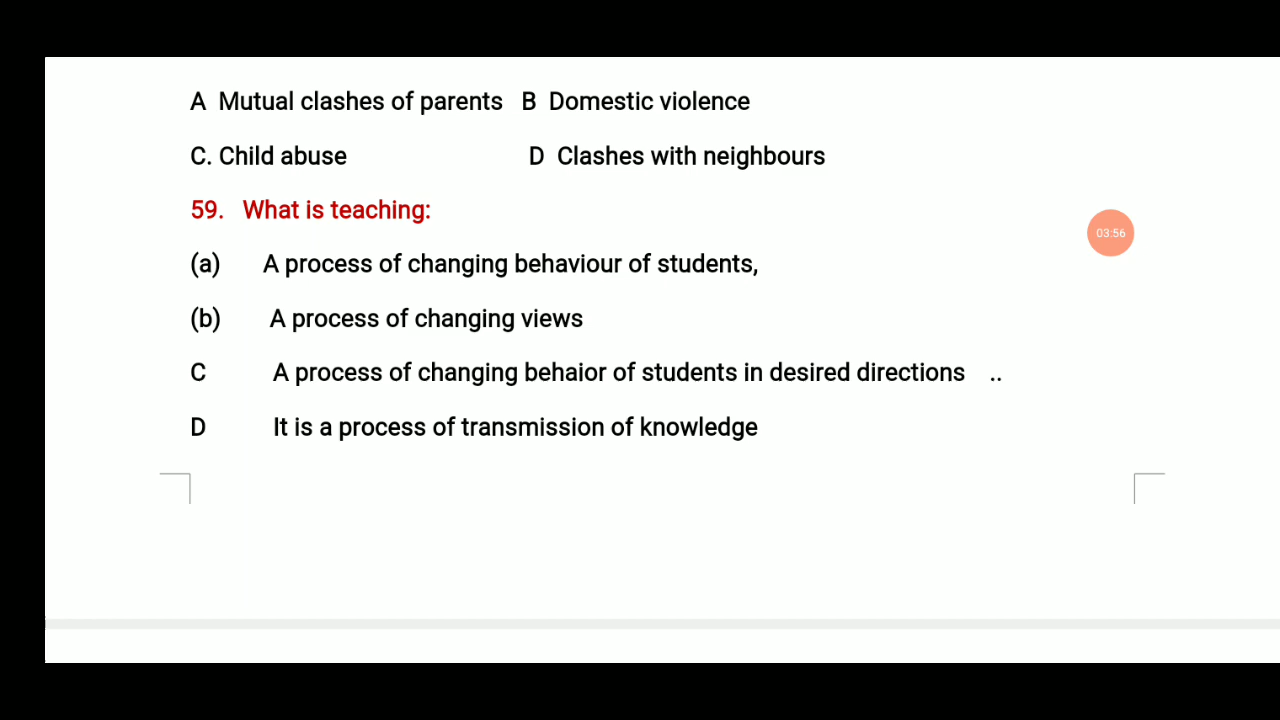 A Mutual clashes of parents B Domestic violence
C. Child abuse D Clashes with neighbours
59. What is teaching:
03:56
(a) A process of changing behaviour of students,
(b) A process of changing views
C A process of changing behaior of students in desired directions ..
D It is a process of transmission of knowledge